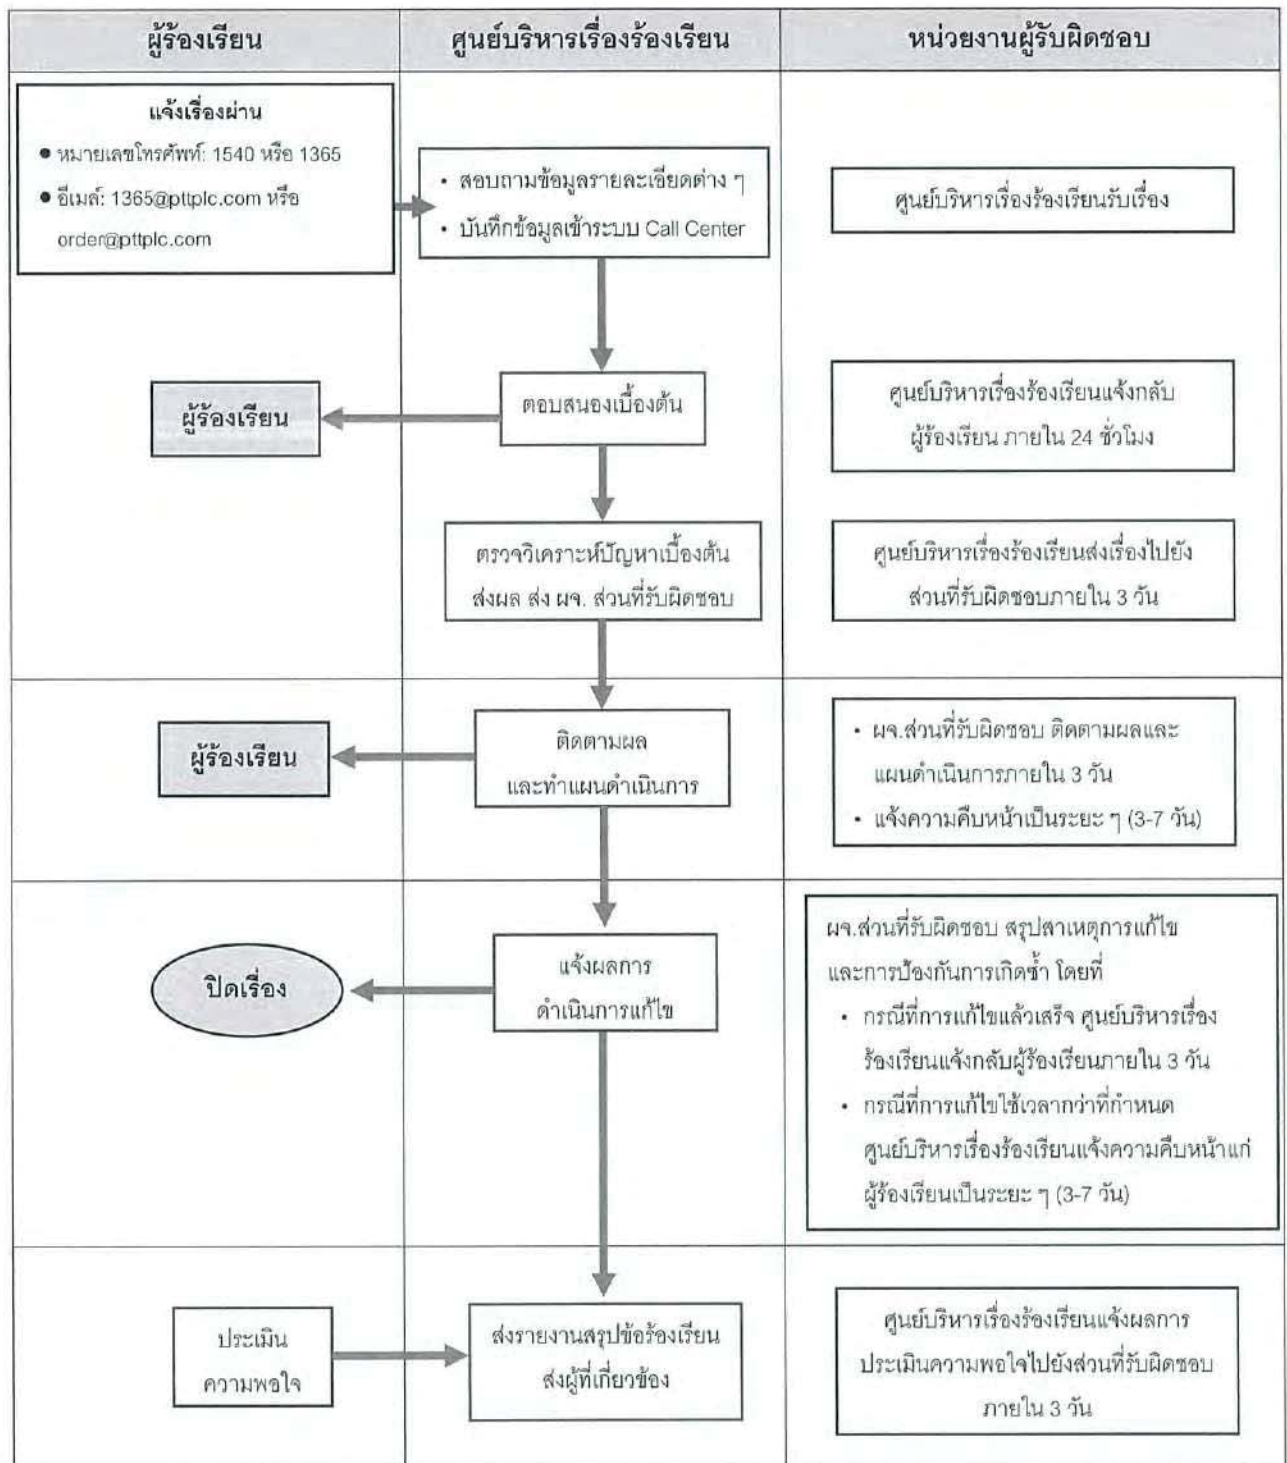 ผู้ร้องเรียน
ศูนย์บริหารเรื่องร้องเรียน
หน่วยงานผู้รับผิดชอบ
แจ้งเรื่องผ่าน
● หมายเลขโทรศัพท์: 1540 หรือ 1365
● อีเมล์: 1365@pttplc.com หรือ
order@pttplc.com
• สอบถามข้อมูลรายละเอียดต่าง ๆ
• บันทึกข้อมูลเข้าระบบ Call Center
ศูนย์บริหารเรื่องร้องเรียนรับเรื่อง
ผู้ร้องเรียน
ตอบสนองเบื้องต้น
ศูนย์บริหารเรื่องร้องเรียนแจ้งกลับ
ผู้ร้องเรียน ภายใน 24 ชั่วโมง
ตรวจวิเคราะห์ปัญหาเบื้องต้น
ส่งผล ส่ง ผจ. ส่วนที่รับผิดชอบ
ศูนย์บริหารเรื่องร้องเรียนส่งเรื่องไปยัง
ส่วนที่รับผิดชอบภายใน 3 วัน
ผู้ร้องเรียน
ติดตามผล
และทำแผนดำเนินการ
• ผจ.ส่วนที่รับผิดชอบ ติดตามผลและ
แผนดำเนินการภายใน 3 วัน
• แจ้งความคืบหน้าเป็นระยะ ๆ (3-7 วัน)
ปิดเรื่อง
แจ้งผลการ
ดำเนินการแก้ไข
ผจ.ส่วนที่รับผิดชอบ สรุปสาเหตุการแก้ไข
และการป้องกันการเกิดซ้ำ โดยที่
• กรณีที่การแก้ไขแล้วเสร็จ ศูนย์บริหารเรื่อง
ร้องเรียนแจ้งกลับผู้ร้องเรียนภายใน 3 วัน
• กรณีที่การแก้ไขใช้เวลากว่าที่กำหนด
ศูนย์บริหารเรื่องร้องเรียนแจ้งความคืบหน้าแก่
ผู้ร้องเรียนเป็นระยะ ๆ (3-7 วัน)
ประเมิน
ความพอใจ
ส่งรายงานสรุปข้อร้องเรียน
ส่งผู้ที่เกี่ยวข้อง
ศูนย์บริหารเรื่องร้องเรียนแจ้งผลการ
ประเมินความพอใจไปยังส่วนที่รับผิดชอบ
ภายใน 3 วัน